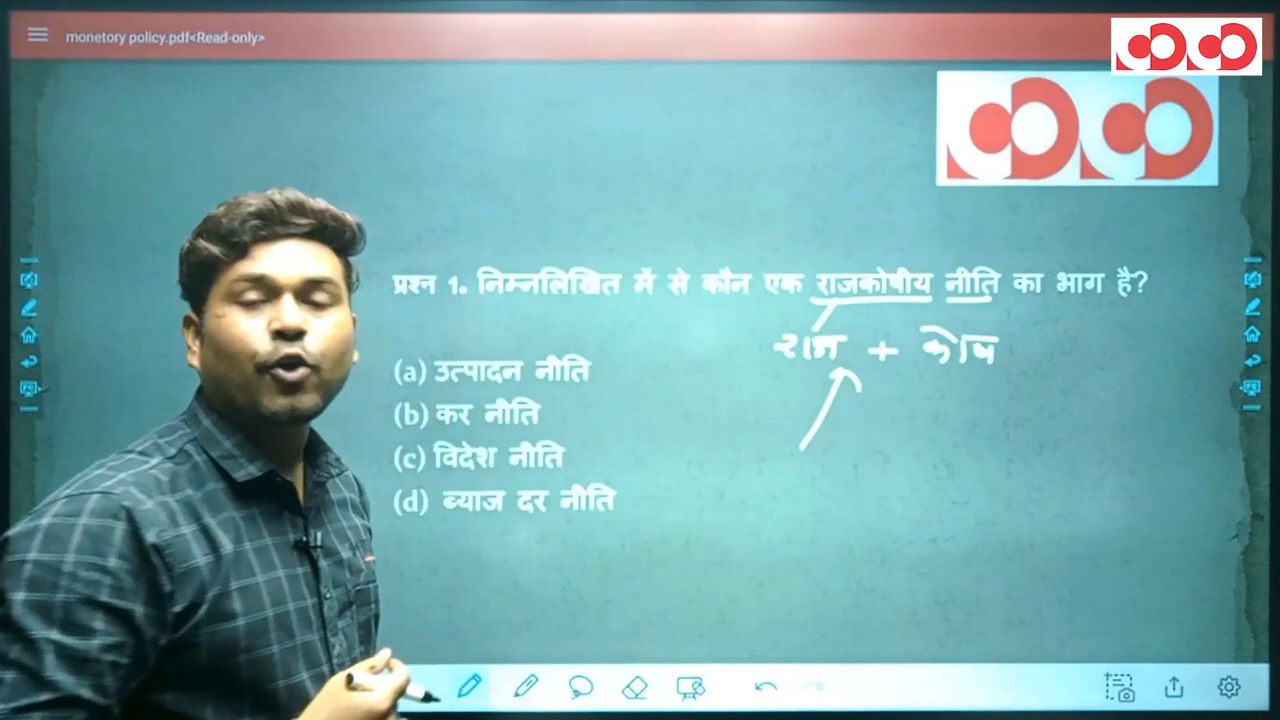 monetory policy.pdf<Read-only>
प्रश्न 1. निम्नलिखित में से कौन एक राजकोषीय नीति का भाग है?
राज + कोष
(a) उत्पादन नीति
(b) कर नीति
(c) विदेश नीति
(d) ब्याज दर नीति